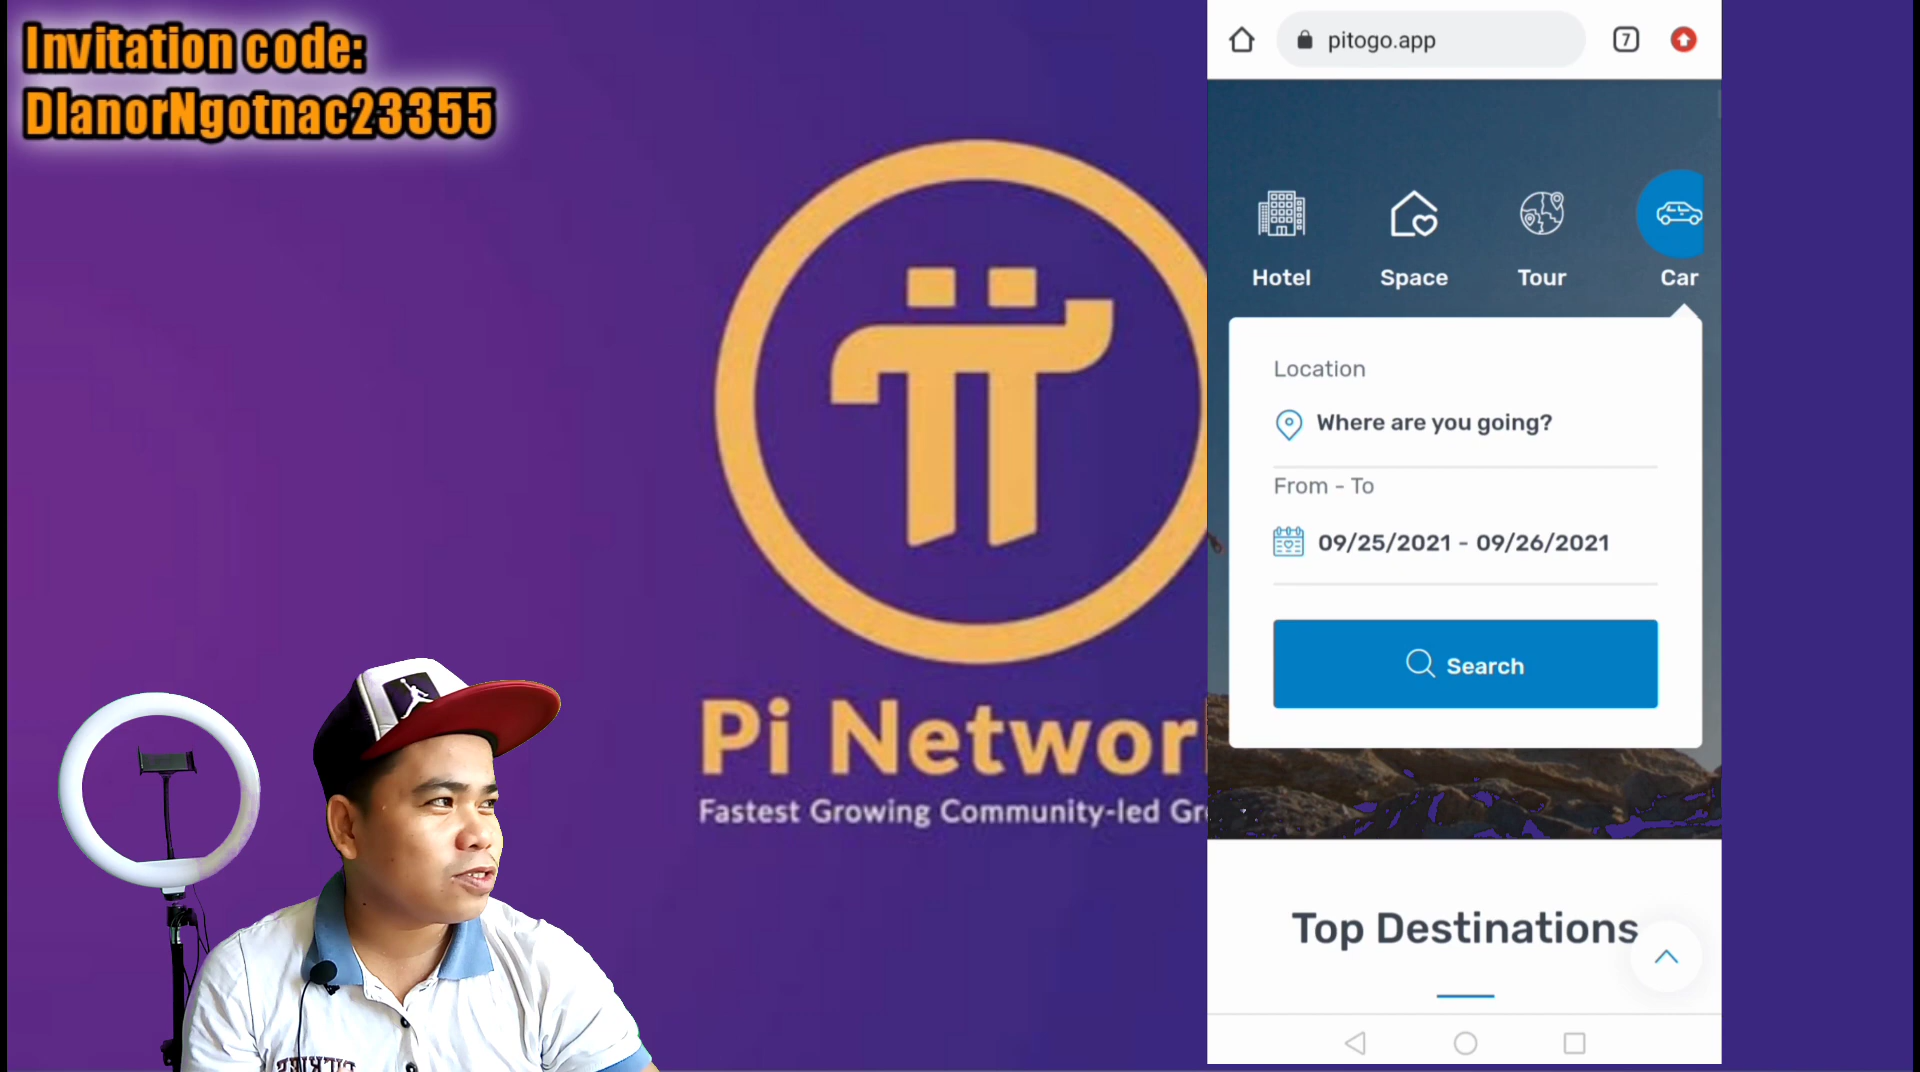 Invitation code:
DlanorNgotnac23355
pitogo.app
7
Hotel
Space
Tour
Car
Location
Where are you going?
From - To
09/25/2021 - 09/26/2021
Search
Pi Networ
Fastest Growing Community-led Gr
Top Destinations